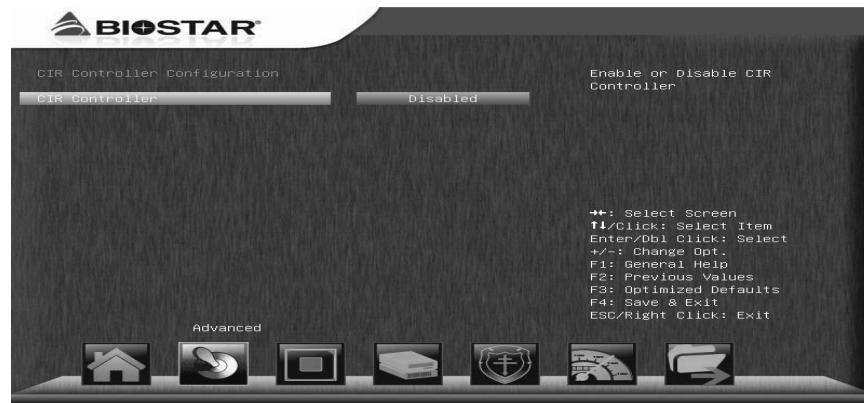 BIOSTAR®
CIR Controller Configuration
CIR Controller Disabled
Enable or Disable CIR
Controller
→←: Select Screen
↑↓/Click: Select Item
Enter/Dbl Click: Select
+/-: Change Opt.
F1: General Help
F2: Previous Values
F3: Optimized Defaults
F4: Save & Exit
ESC/Right Click: Exit
Advanced